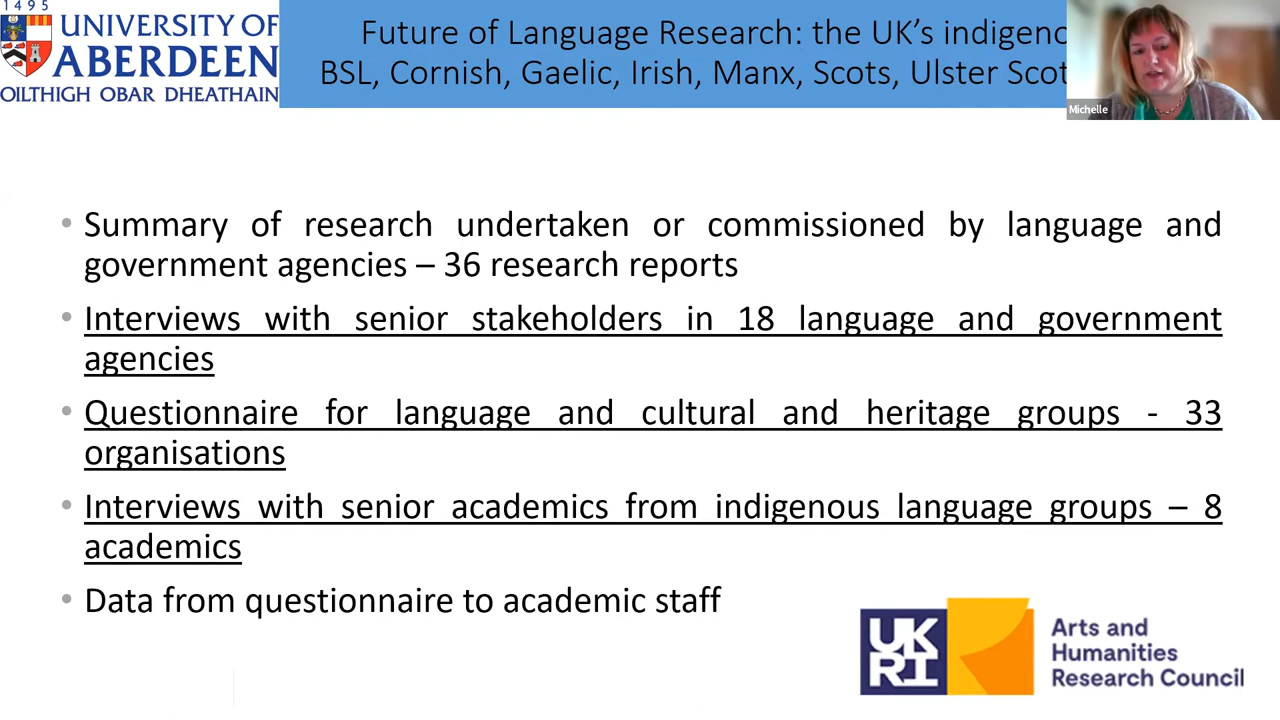 1495
UNIVERSITY OF
ABERDEEN
OILTHIGH OBAR DHEATHAIN
Future of Language Research: the UK's
BSL, Cornish, Gaelic, Irish, Manx, Scots, Ulster
Michelle
• Summary of research undertaken or commissioned by language and
government agencies – 36 research reports
• Interviews with senior stakeholders in 18 language and government
agencies
• Questionnaire for language and cultural and heritage groups - 33
organisations
• Interviews with senior academics from indigenous language groups – 8
academics
• Data from questionnaire to academic staff
UK
RI
Arts and
Humanities
Research Council